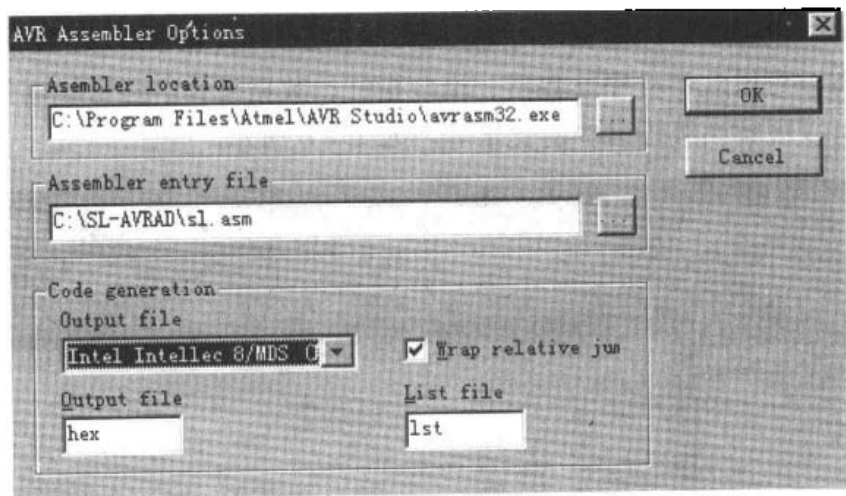 AVR Assembler Options
Asembler location
C:\Program Files\Atmel\AVR Studio\avrasm32.exe
...
OK
Cancel
Assembler entry file
C:\SL-AVRAD\sl.asm
...
Code generation
Output file
Intel Intellec 8/MDS
Wrap relative jum
Output file
hex
List file
lst